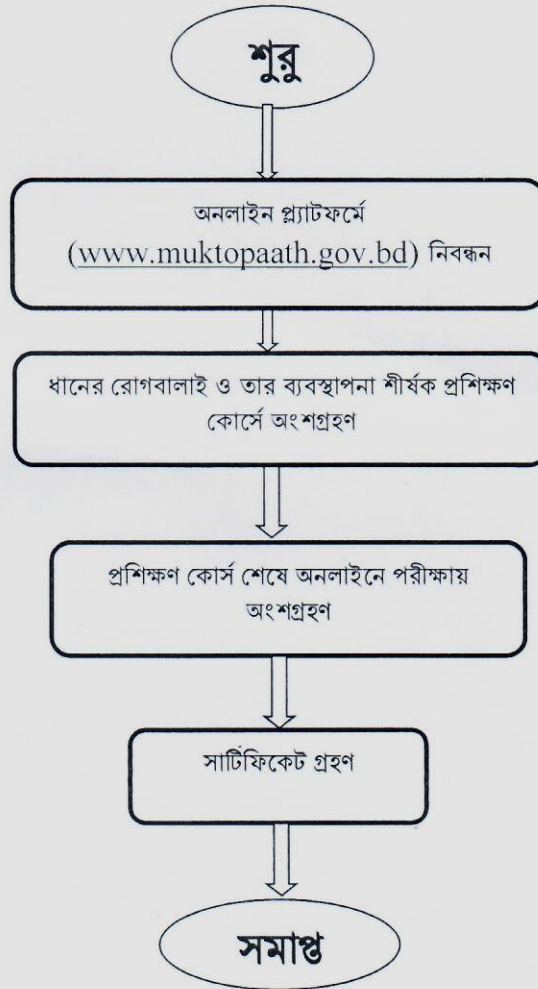 শুরু
অনলাইন প্ল্যাটফর্মে
(www.muktopaath.gov.bd) নিবন্ধন
ধানের রোগবালাই ও তার ব্যবস্থাপনা শীর্ষক প্রশিক্ষণ
কোর্সে অংশগ্রহণ
প্রশিক্ষণ কোর্স শেষে অনলাইনে পরীক্ষায়
অংশগ্রহণ
সার্টিফিকেট গ্রহণ
সমাপ্ত